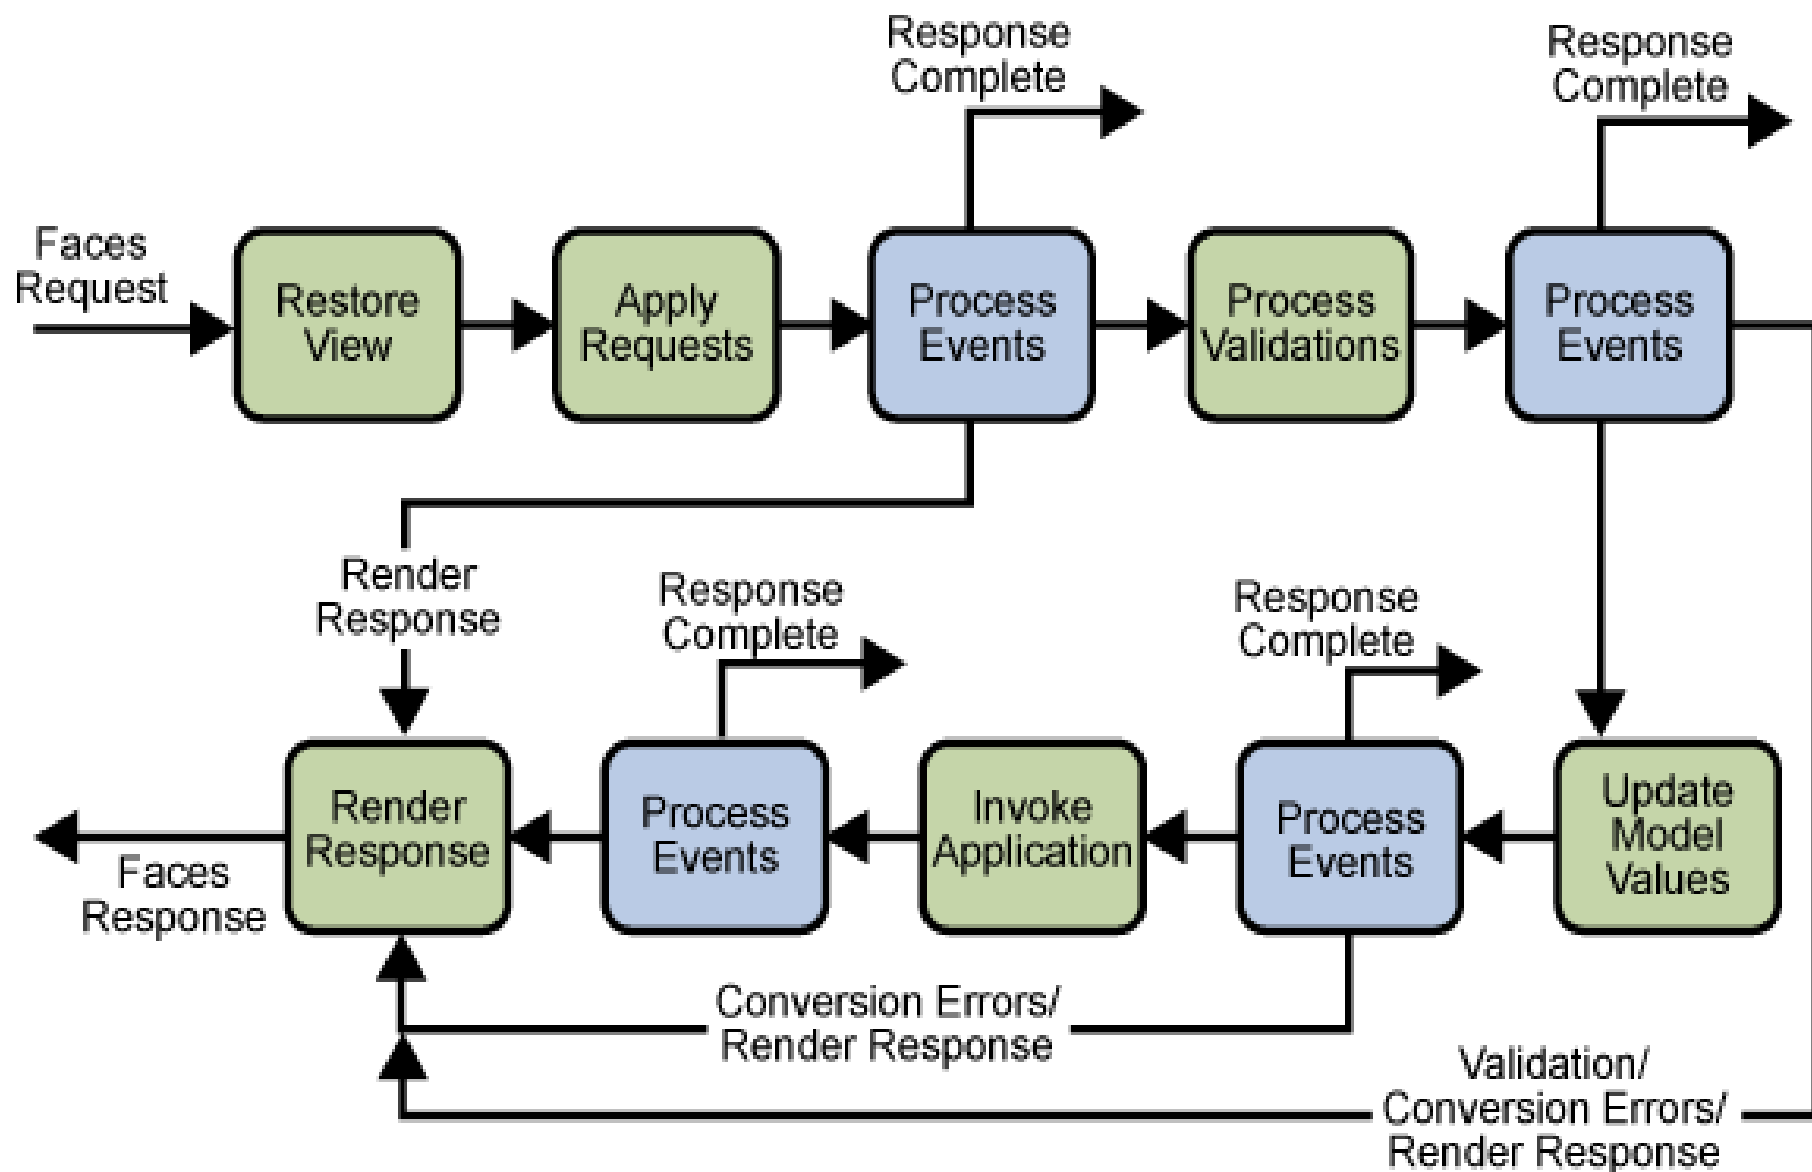 Response
Complete
Response
Complete
Faces
Request
Restore
View
Apply
Requests
Process
Events
Process
Validations
Process
Events
Render
Response
Response
Complete
Response
Complete
Render
Response
Process
Events
Invoke
Application
Process
Events
Update
Model
Values
Faces
Response
Conversion Errors/
Render Response
Validation/
Conversion Errors/
Render Response